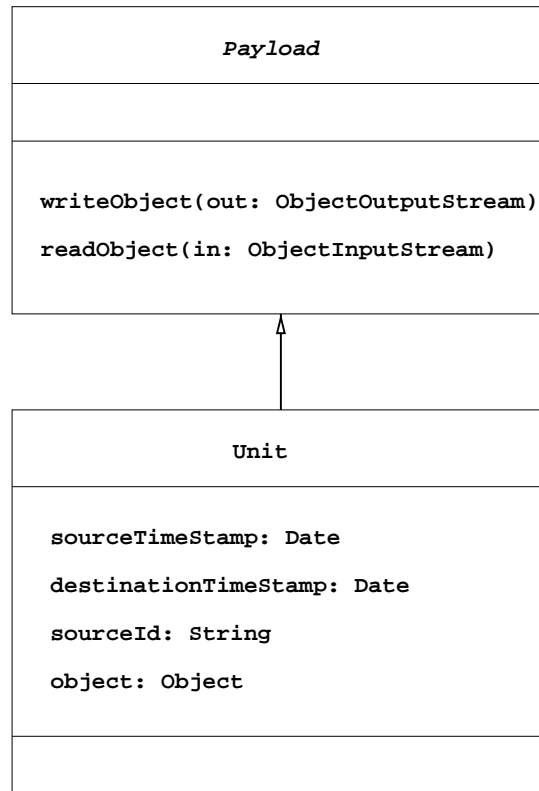 Payload
writeObject(out: ObjectOutputStream)
readObject(in: ObjectInputStream)
Unit
sourceTimeStamp: Date
destinationTimeStamp: Date
sourceId: String
object: Object